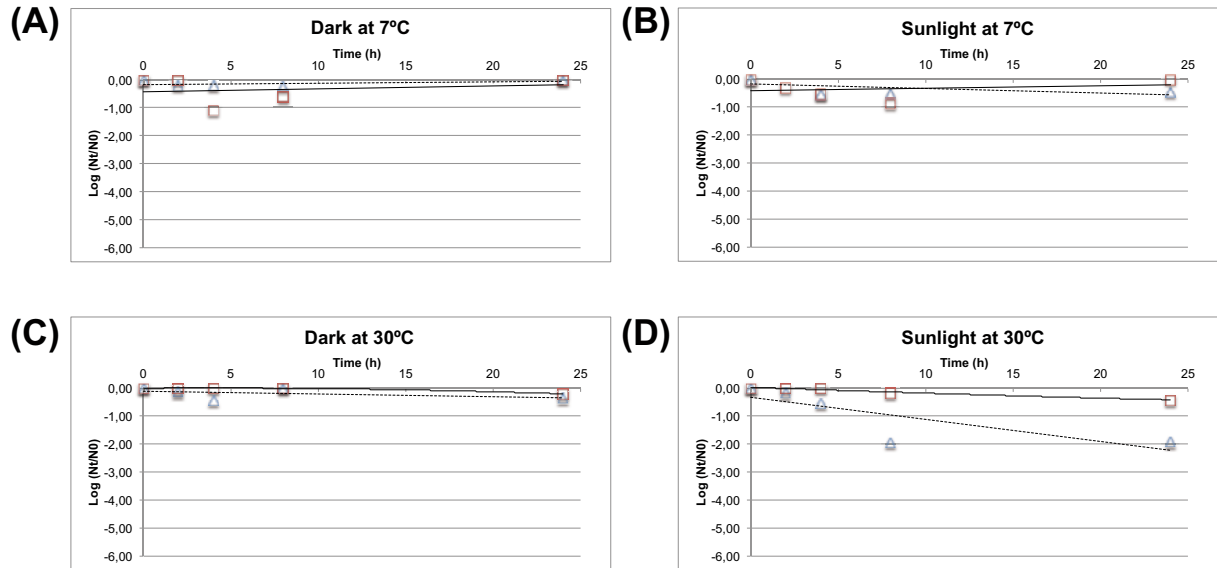 (A)
Dark at 7ºC
Time (h)
0 5 10 15 20 25
0,00
-1,00
-2,00
-3,00
-4,00
-5,00
-6,00
Log (Nt/N0)
(B)
Sunlight at 7ºC
Time (h)
0 5 10 15 20 25
0,00
-1,00
-2,00
-3,00
-4,00
-5,00
-6,00
Log (Nt/N0)
(C)
Dark at 30ºC
Time (h)
0 5 10 15 20 25
0,00
-1,00
-2,00
-3,00
-4,00
-5,00
-6,00
Log (Nt/N0)
(D)
Sunlight at 30ºC
Time (h)
0 5 10 15 20 25
0,00
-1,00
-2,00
-3,00
-4,00
-5,00
-6,00
Log (Nt/N0)